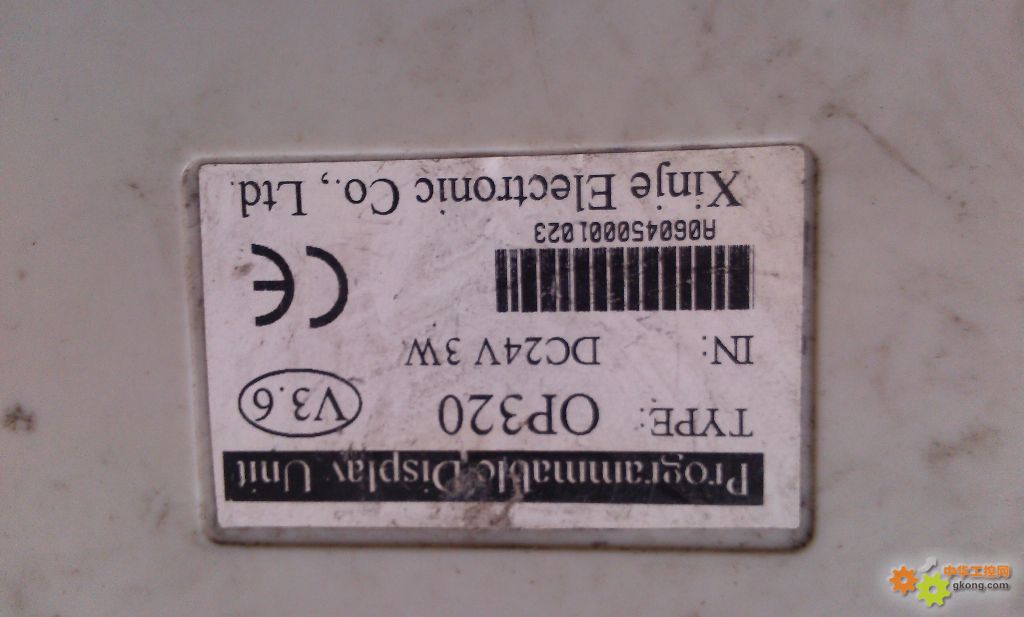 Programmable Display Unit
TYPE: OP320 V3.6
IN: DC24V 3W
CE
A060450001023
Xinje Electronic Co., Ltd.
中华工控网
gkong.com